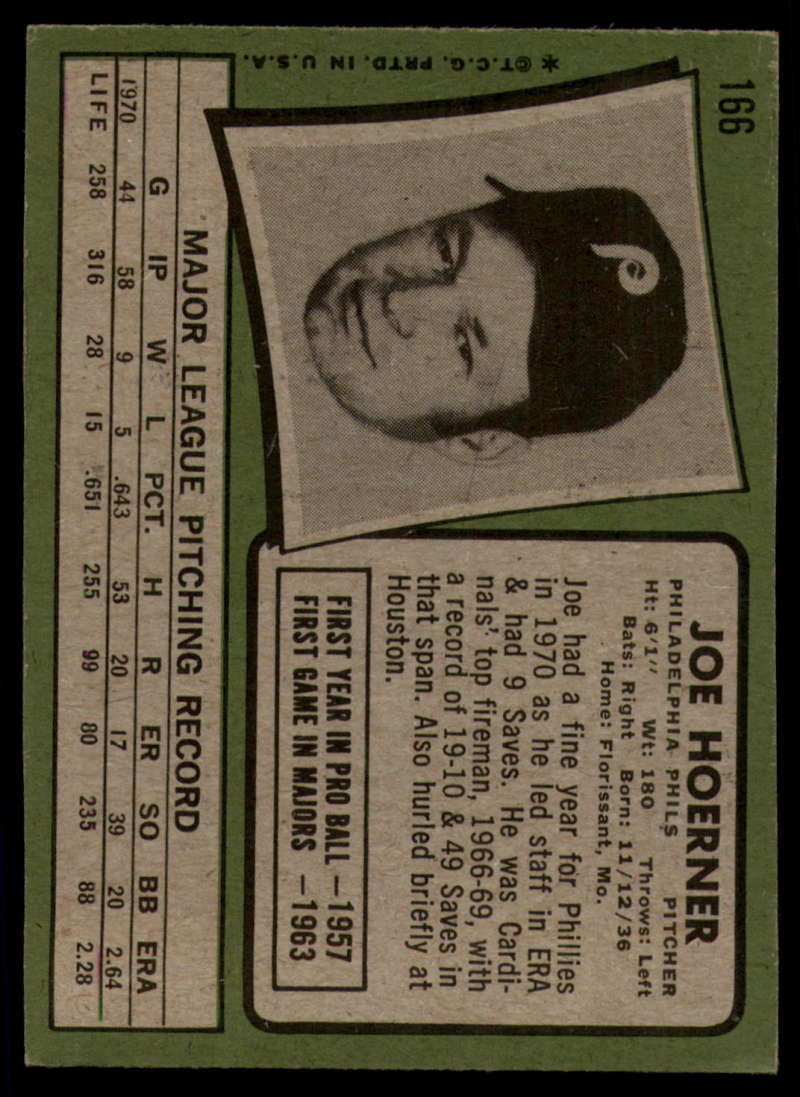 166
* ©T.C.G. PRTD. IN U.S.A.
P
JOE HOERNER
PHILADELPHIA PHILS PITCHER
Ht: 6'1" Wt: 180 Throws: Left
Bats: Right Born: 11/12/36
Home: Florissant, Mo.
Joe had a fine year for Phillies
in 1970 as he led staff in ERA
& had 9 Saves. He was Cardi-
nals' top fireman, 1966-69, with
a record of 19-10 & 49 Saves in
that span. Also hurled briefly at
Houston.
FIRST YEAR IN PRO BALL —1957
FIRST GAME IN MAJORS —1963
MAJOR LEAGUE PITCHING RECORD
G IP W L PCT. H R ER SO BB ERA
1970 44 58 9 5 .643 53 20 17 39 20 2.64
LIFE 258 316 28 15 .651 255 99 80 235 88 2.28